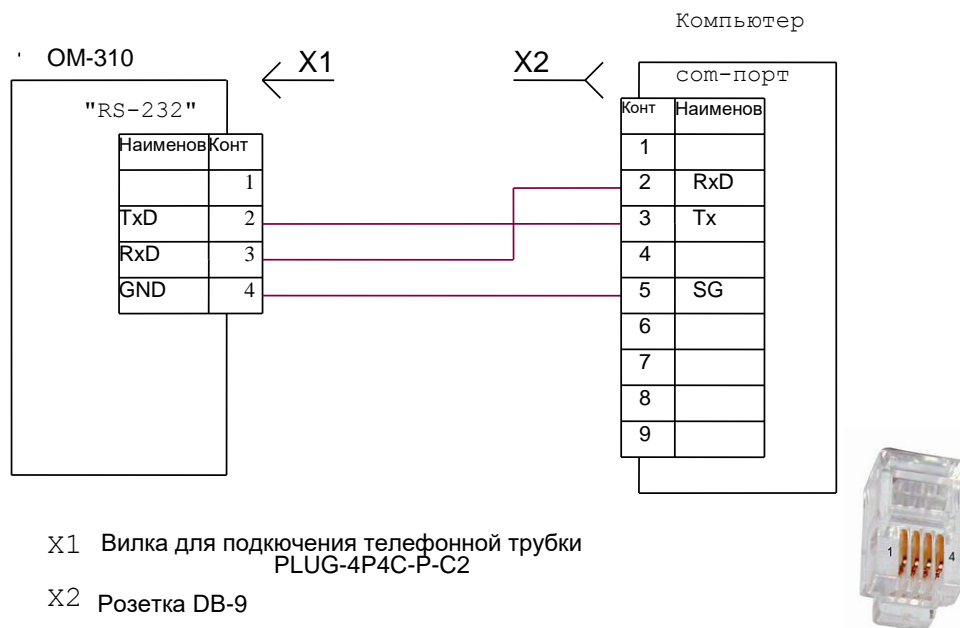 Компьютер
ОМ-310
X1
X2
com-порт
"RS-232"
Конт Наименов
Наименов Конт
1
1
2 RxD
TxD 2
3 Tx
RxD 3
4
GND 4
5 SG
6
7
8
9
X1 Вилка для подкючения телефонной трубки
PLUG-4P4C-P-C2
X2 Розетка DB-9
1 4